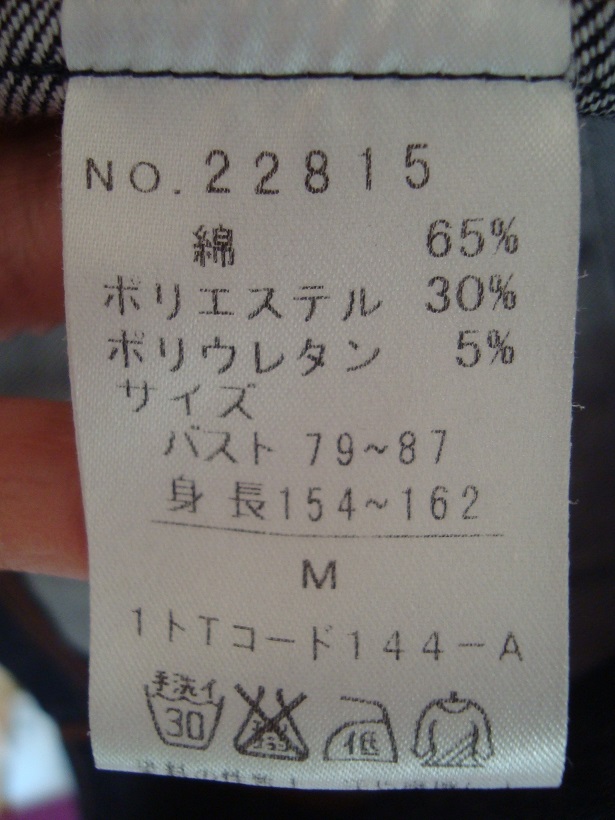 NO.22815
綿 65%
ポリエステル 30%
ポリウレタン 5%
サイズ
バスト 79~87
身長154~162
M
1トTコード144-A
手洗イ
30
低